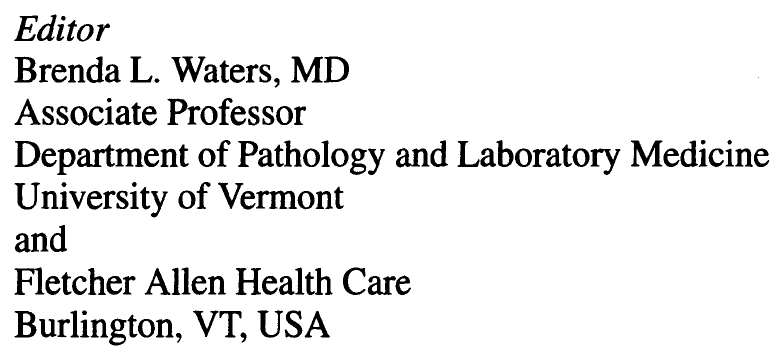 Editor
Brenda L. Waters, MD
Associate Professor
Department of Pathology and Laboratory Medicine
University of Vermont
and
Fletcher Allen Health Care
Burlington, VT, USA